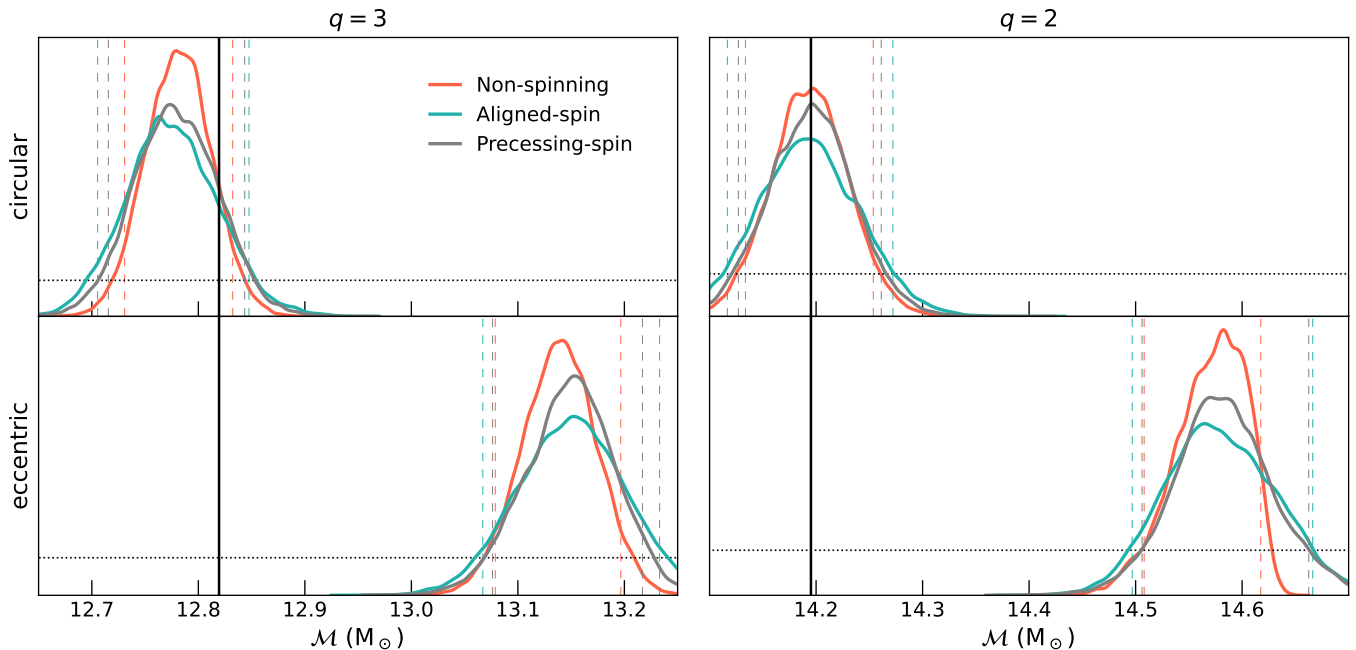 q = 3
q = 2
circular
Non-spinning
Aligned-spin
Precessing-spin
eccentric
12.7 12.8 12.9 13.0 13.1 13.2
14.2 14.3 14.4 14.5 14.6
ℳ (M⊙)
ℳ (M⊙)